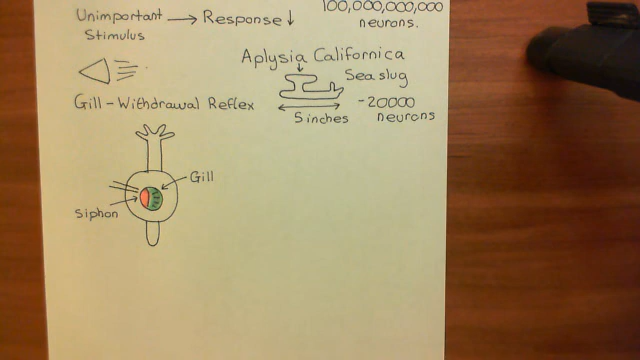 Unimportant → Response ↓
Stimulus
100,000,000,000
neurons.
Aplysia Californica
Sea slug
Gill-Withdrawal Reflex
5 inches
~20000
neurons
Gill
Siphon